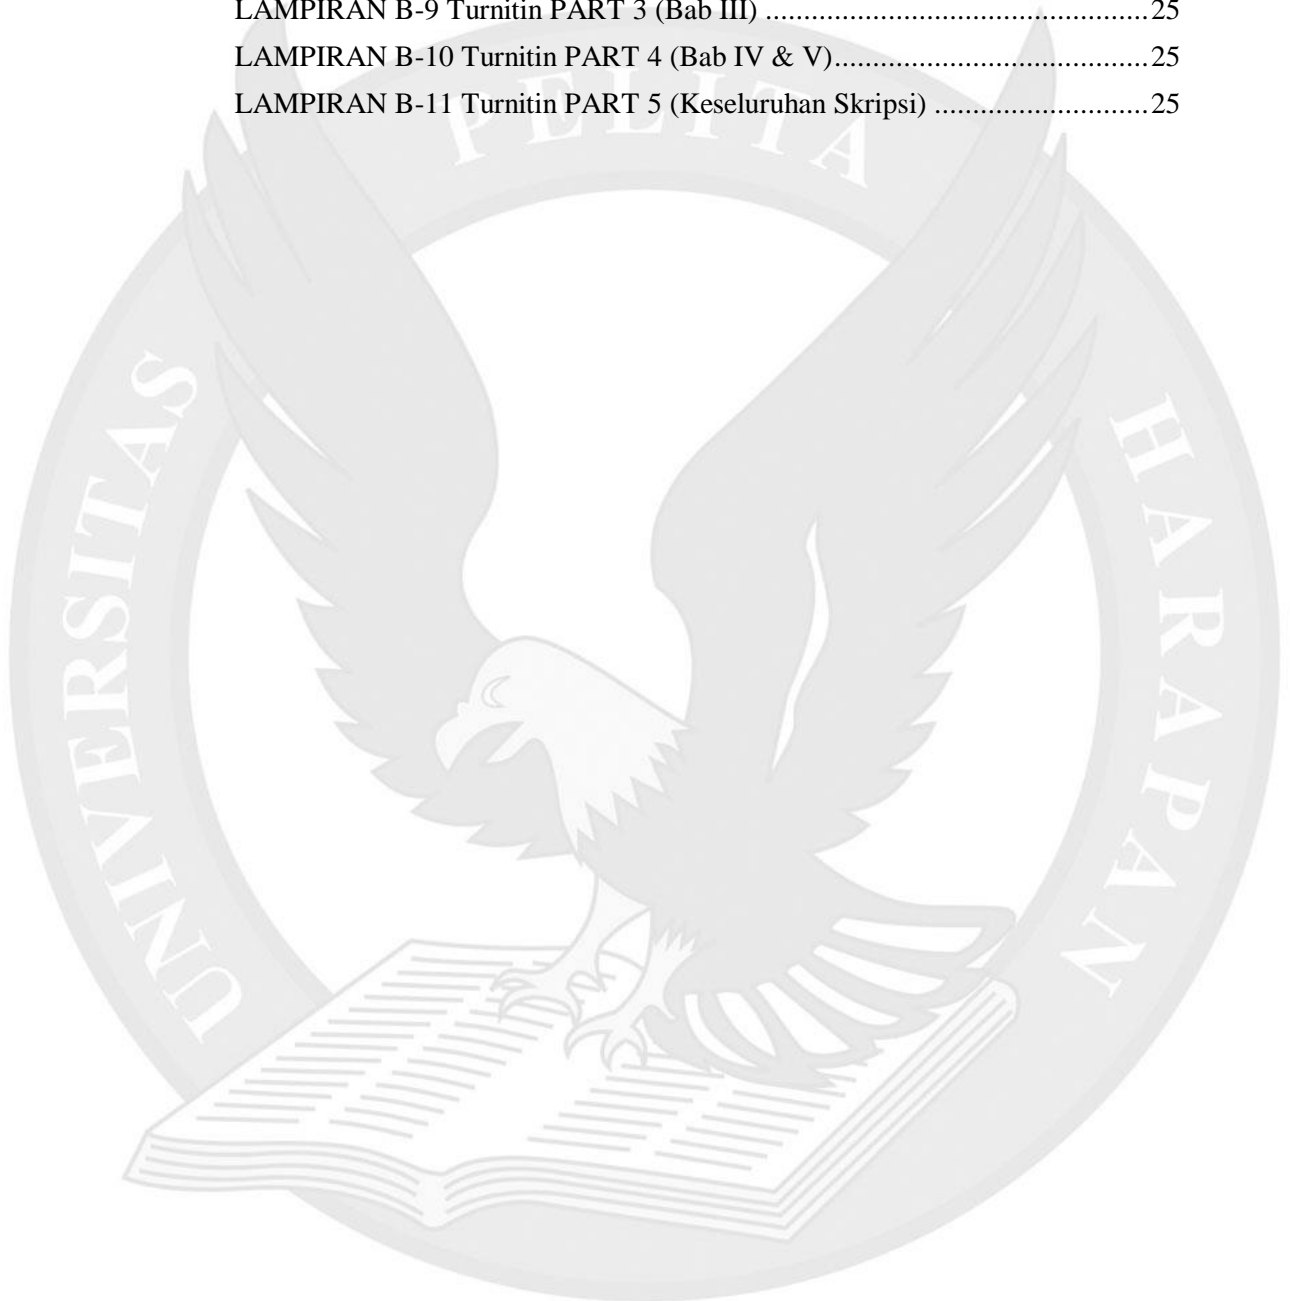 LAMPIRAN B-9 Turnitin PART 3 (Bab III) ..................................................25
LAMPIRAN B-10 Turnitin PART 4 (Bab IV & V).........................................25
LAMPIRAN B-11 Turnitin PART 5 (Keseluruhan Skripsi) ............................25
UNIVERSITAS PELITA HARAPAN